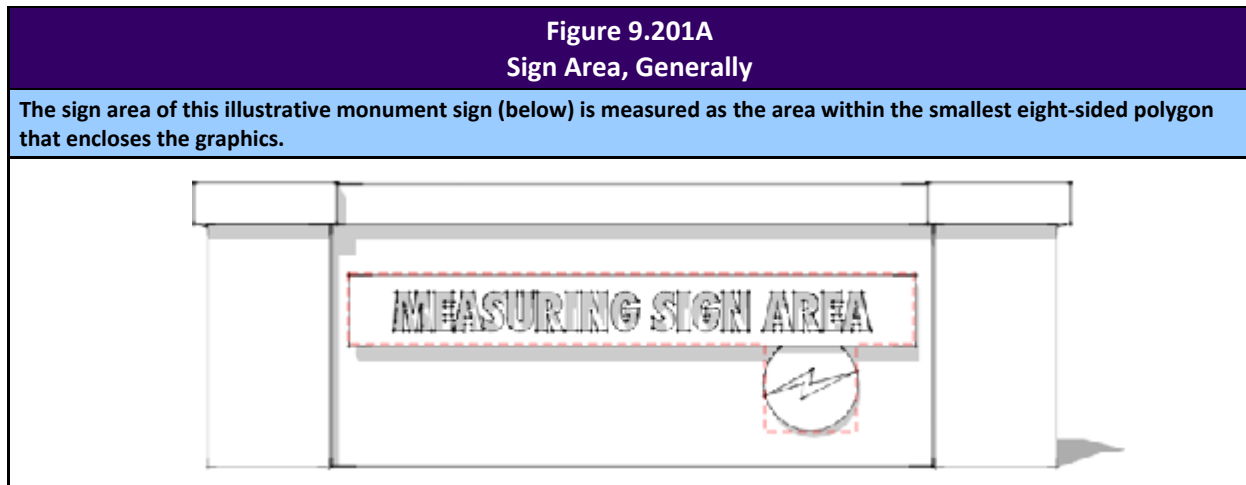 Figure 9.201A
Sign Area, Generally
The sign area of this illustrative monument sign (below) is measured as the area within the smallest eight-sided polygon
that encloses the graphics.
MEASURING SIGN AREA